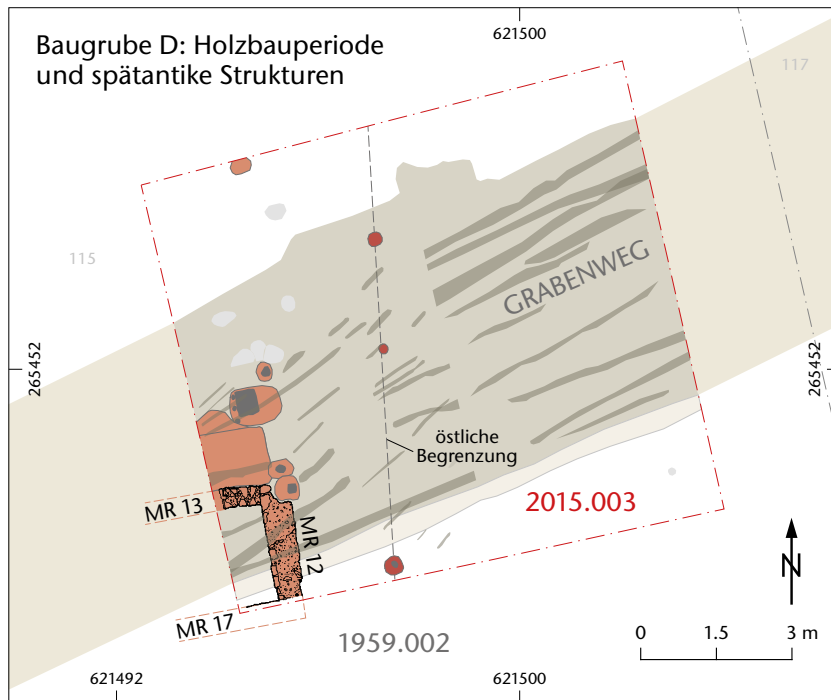 621500
Baugrube D: Holzbauperiode
und spätantike Strukturen
117
115
GRABENWEG
265452
265452
östliche
Begrenzung
MR 13
2015.003
MR 12
N
MR 17
1959.002
0 1.5 3 m
621492
621500